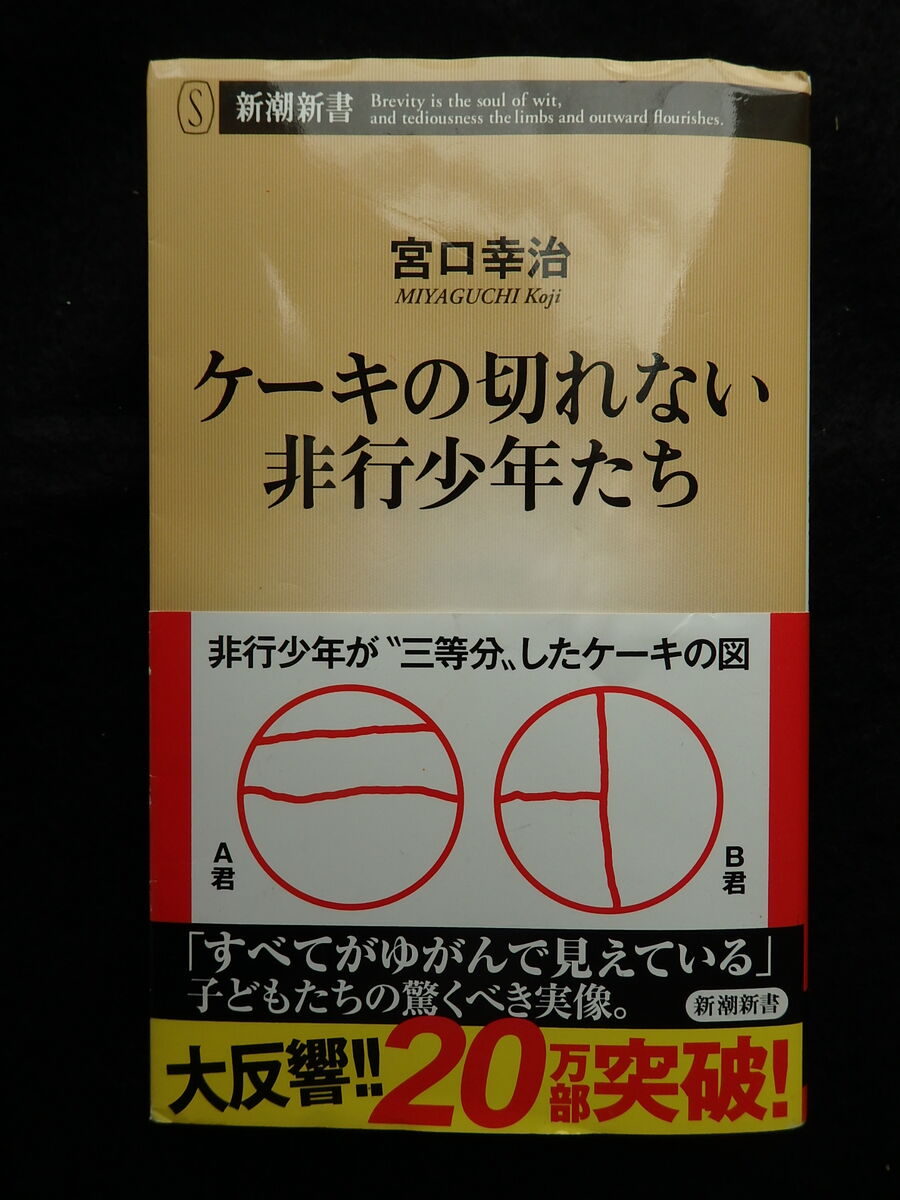 S
新潮新書
Brevity is the soul of wit,
and tediousness the limbs and outward flourishes.
宮口幸治
MIYAGUCHI Koji
ケーキの切れない
非行少年たち
非行少年が〝三等分〟したケーキの図
A君
B君
「すべてがゆがんで見えている」
子どもたちの驚くべき実像。
新潮新書
大反響!!20万部突破!